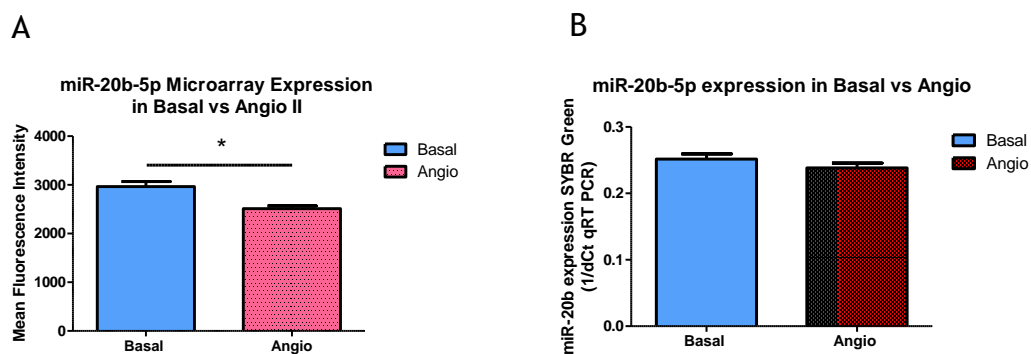 A
miR-20b-5p Microarray Expression
in Basal vs Angio II
Mean Fluorescence Intensity
4000
3000
2000
1000
0
*
Basal
Angio
Basal
Angio
B
miR-20b-5p expression in Basal vs Angio
miR-20b expression SYBR Green
(1/dCt qRT PCR)
0.3
0.2
0.1
0.0
Basal
Angio
Basal
Angio